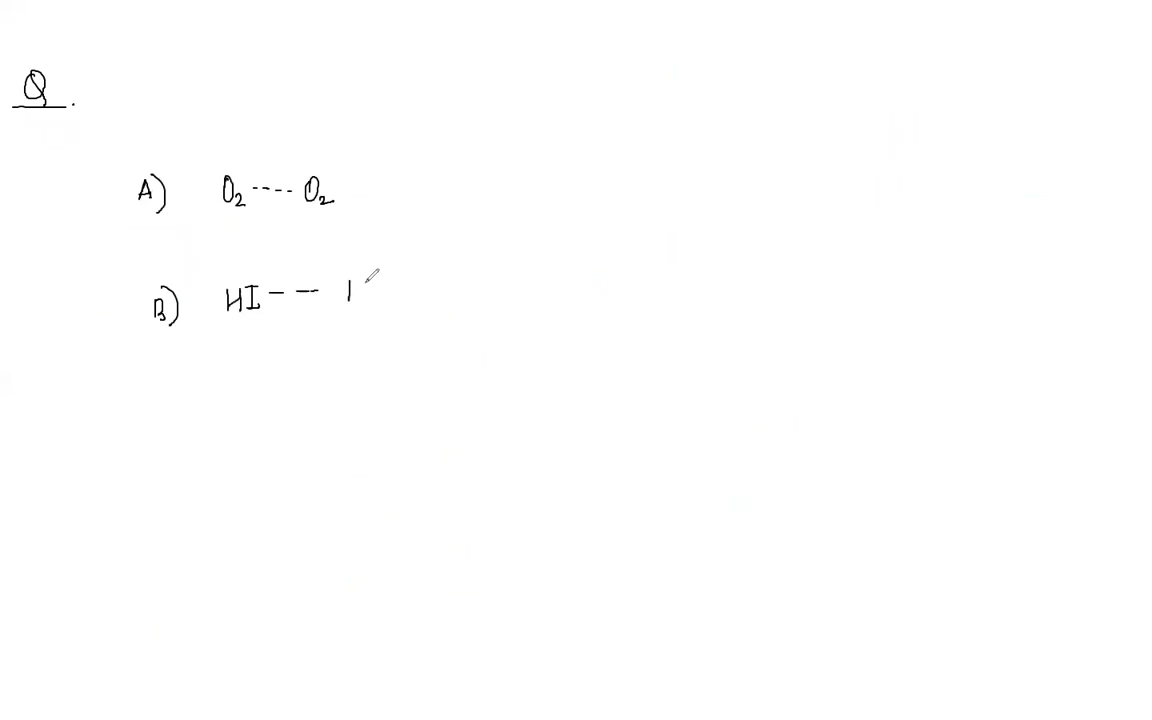 Q.
A) O₂ ---- O₂
B) HI -- I